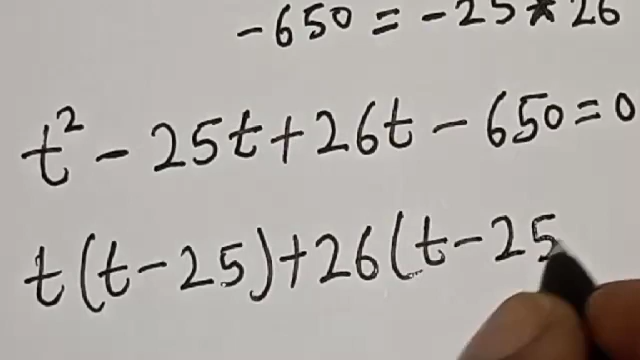 -650 = -25 * 26
t² - 25t + 26t - 650 = 0
t(t - 25) + 26(t - 25